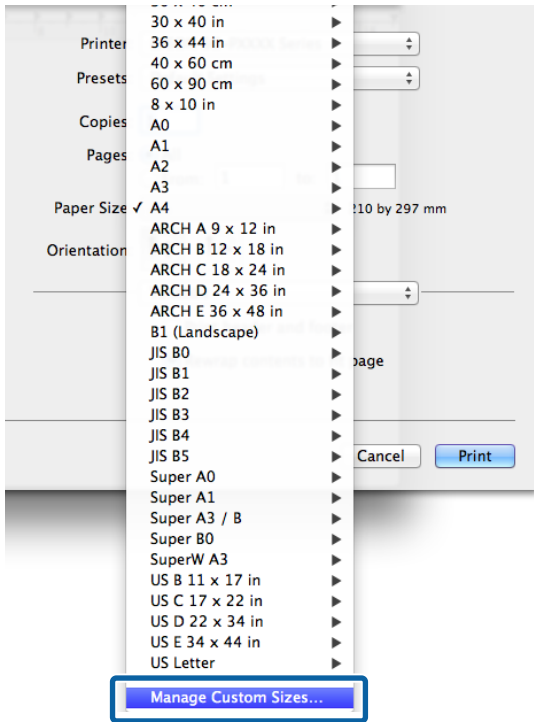 30 x 40 in
Printer
36 x 44 in
40 x 60 cm
Presets
60 x 90 cm
8 x 10 in
Copies
A0
A1
Pages
A2
A3
Paper Size ✓ A4 210 by 297 mm
ARCH A 9 x 12 in
Orientation
ARCH B 12 x 18 in
ARCH C 18 x 24 in
ARCH D 24 x 36 in
ARCH E 36 x 48 in
B1 (Landscape)
JIS B0
JIS B1
page
JIS B2
JIS B3
JIS B4
JIS B5
Cancel
Print
Super A0
Super A1
Super A3 / B
Super B0
SuperW A3
US B 11 x 17 in
US C 17 x 22 in
US D 22 x 34 in
US E 34 x 44 in
US Letter
Manage Custom Sizes...